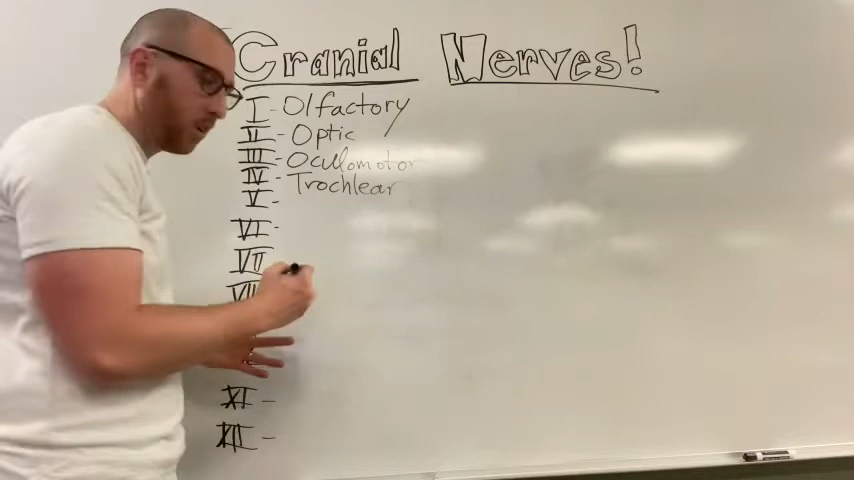 Cranial Nerves!
I - Olfactory
II - Optic
III - Oculomotor
IV - Trochlear
V -
VI -
VII
VIII
XI -
XII -